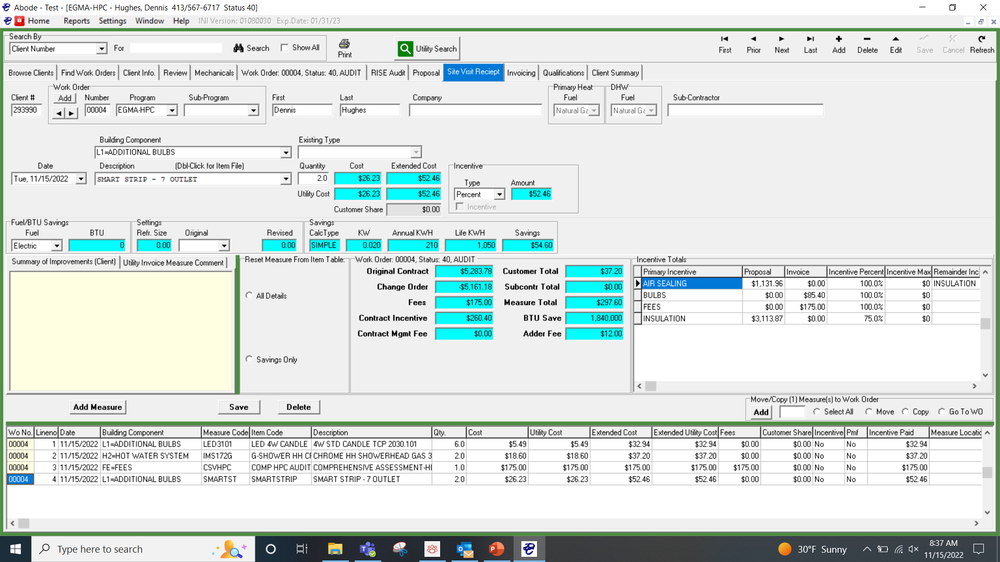 Abode - Test - [EGMA-HPC - Hughes, Dennis 413/567-6717 Status 40]
Home Reports Settings Window Help INI Version: 01080030 Exp.Date: 01/31/23
Search By
Client Number For Search Show All Print Utility Search First Prior Next Last Add Delete Edit Save Cancel Refresh
Browse Clients Find Work Orders Client Info. Review Mechanicals Work Order: 00004, Status: 40, AUDIT RISE Audit Proposal Site Visit Reciept Invoicing Qualifications Client Summary
Work Order Primary Heat DHW
Client # Add Number Program Sub-Program First Last Company Fuel Fuel Sub-Contractor
293990 00004 EGMA-HPC Dennis Hughes Natural Ga Natural Ga
Building Component Existing Type
L1=ADDITIONAL BULBS
Date Description (Dbl-Click for Item File) Quantity Cost Extended Cost Incentive
Tue, 11/15/2022 SMART STRIP - 7 OUTLET 2.0 $26.23 $52.46 Type Amount
Utility Cost $26.23 $52.46 Percent $52.46
Customer Share $0.00 Incentive
Fuel/BTU Savings Settings Savings
Fuel BTU Refr. Size Original Revised CalcType KW Annual KWH Life KWH Savings
Electric 0 0.00 0.00 SIMPLE 0.020 210 1,050 $54.60
Summary of Improvements (Client) Utility Invoice Measure Comment Reset Measure From Item Table: Work Order: 00004, Status: 40, AUDIT Incentive Totals
Original Contract $5,283.78 Customer Total $37.20 Primary Incentive Proposal Invoice Incentive Percent Incentive Max Remainder Inc
Change Order -$5,161.18 Subcontr Total $0.00 AIR SEALING $1,131.96 $0.00 100.0% $0 INSULATION
All Details BULBS $0.00 $85.40 100.0% $0
Fees $175.00 Measure Total $297.60 FEES $0.00 $175.00 100.0% $0
Contract Incentive $260.40 BTU Save 1,840,000 INSULATION $3,113.87 $0.00 75.0% $0
Contract Mgmt Fee $0.00 Adder Fee $12.00
Savings Only
Move/Copy (1) Measure(s) to Work Order
Add Measure Save Delete Add Select All Move Copy Go To WO
Wo No. Lineno Date Building Component Measure Code Item Code Description Qty. Cost Utility Cost Extended Cost Extended Utility Cost Fees Customer Share Incentive Pmf Incentive Paid Measure Locatio
00004 1 11/15/2022 L1=ADDITIONAL BULBS LED3101 LED 4W CANDLE 4W STD CANDLE TCP 2030.101 6.0 $5.49 $5.49 $32.94 $32.94 $0.00 $0.00 No No $32.94
00004 2 11/15/2022 H2=HOT WATER SYSTEM IMS172G G-SHOWER HH CF CHROME HH SHOWERHEAD GAS 3 2.0 $18.60 $18.60 $37.20 $37.20 $0.00 $0.00 No No $37.20
00004 3 11/15/2022 FE=FEES CSVHPC COMP HPC AUDIT COMPREHENSIVE ASSESSMENT-HI 1.0 $175.00 $175.00 $175.00 $175.00 $175.00 $0.00 No No $175.00
00004 4 11/15/2022 L1=ADDITIONAL BULBS SMARTST SMARTSTRIP SMART STRIP - 7 OUTLET 2.0 $26.23 $26.23 $52.46 $52.46 $0.00 $0.00 No No $52.46
Type here to search 30°F Sunny 8:37 AM
11/15/2022